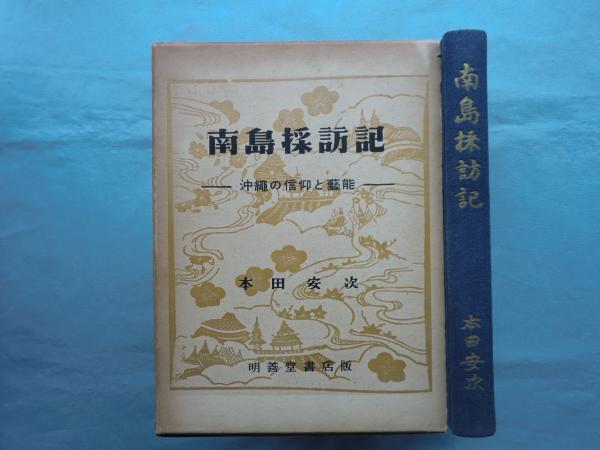 南島採訪記
沖繩の信仰と藝能
本田安次
明善堂書店版
南島採訪記
本田安次